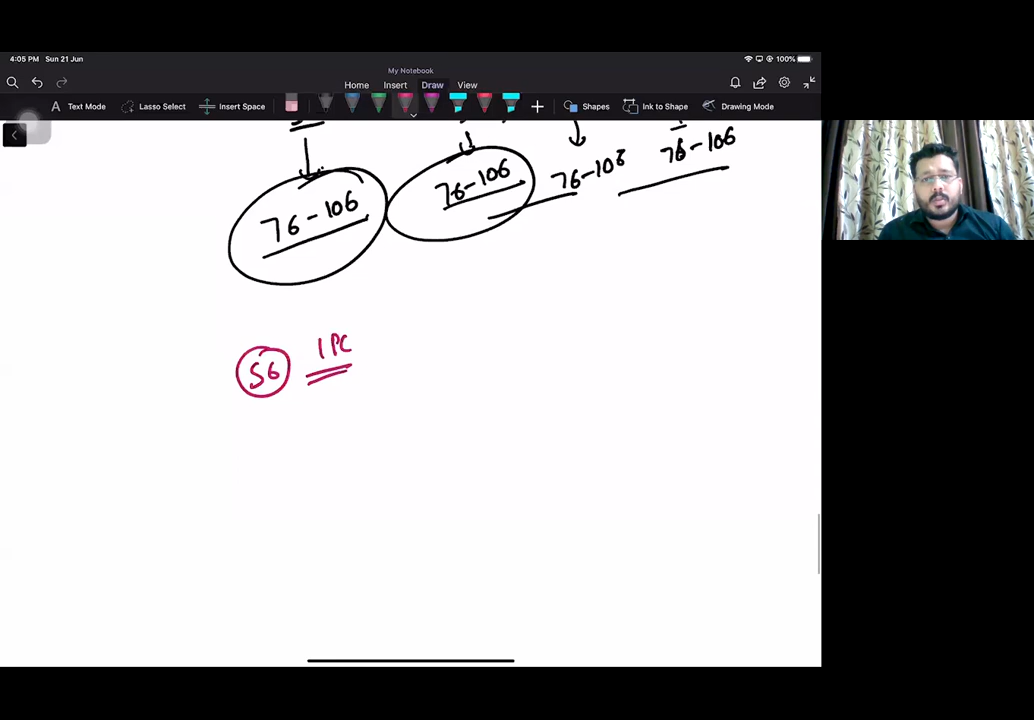 4:05 PM Sun 21 Jun
100%
My Notebook
Home Insert Draw View
Text Mode Lasso Select Insert Space Shapes Ink to Shape Drawing Mode
76-106 76-106 76-106 76-106
56 IPC